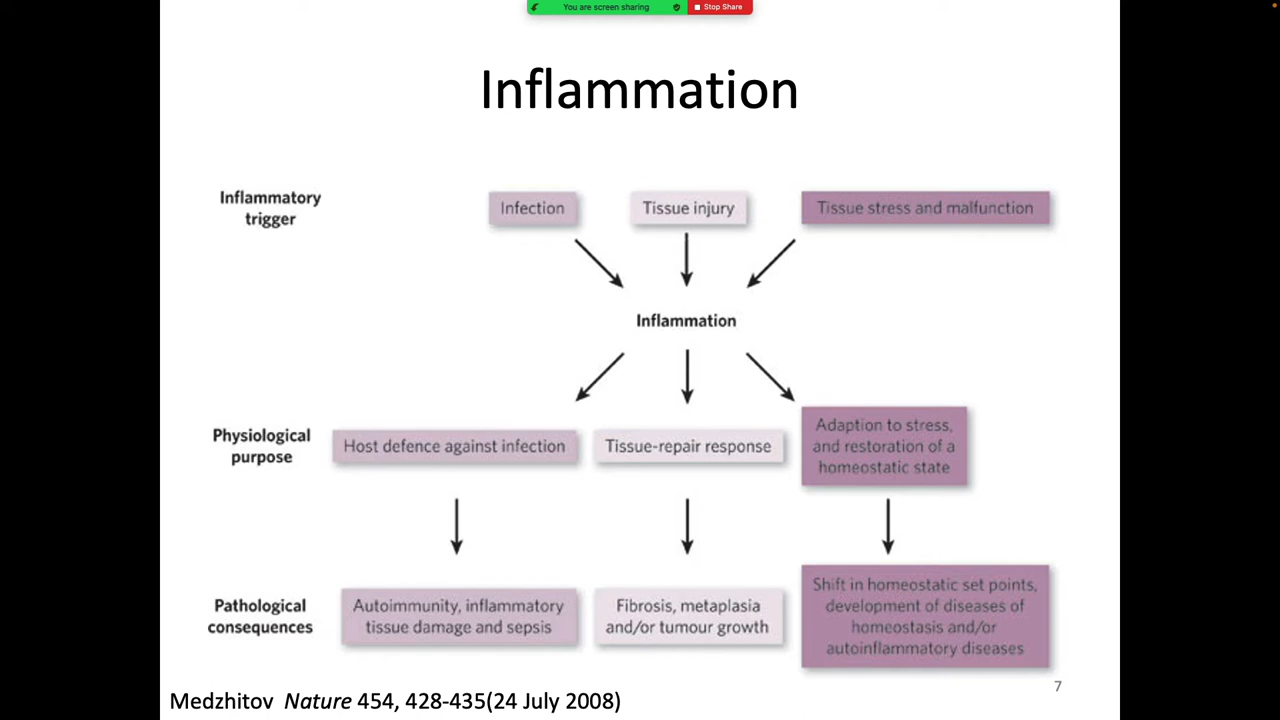 You are screen sharing
Stop Share
Inflammation
Inflammatory
trigger
Infection
Tissue injury
Tissue stress and malfunction
Inflammation
Physiological
purpose
Host defence against infection
Tissue-repair response
Adaption to stress,
and restoration of a
homeostatic state
Pathological
consequences
Autoimmunity, inflammatory
tissue damage and sepsis
Fibrosis, metaplasia
and/or tumour growth
Shift in homeostatic set points,
development of diseases of
homeostasis and/or
autoinflammatory diseases
7
Medzhitov Nature 454, 428-435(24 July 2008)